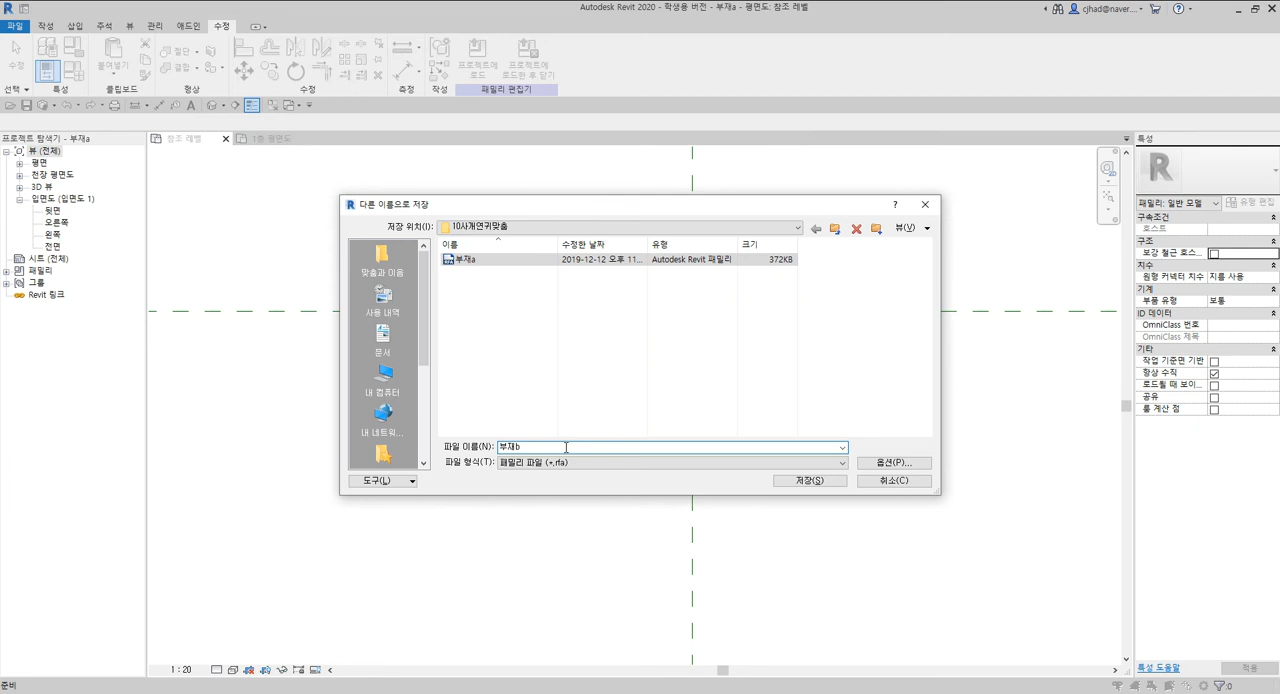 Autodesk Revit 2020 - 학생용 버전 - 부재a - 평면도: 참조 레벨
cjhad@naver....
파일 작성 삽입 주석 뷰 관리 애드인 수정
수정
붙여넣기
절단
결합
프로젝트에 로드
프로젝트에 로드한 후 닫기
선택 특성 클립보드 형상 수정 측정 작성 패밀리 편집기
프로젝트 탐색기 - 부재a
참조 레벨
1층 평면도
특성
뷰 (전체)
평면
천장 평면도
3D 뷰
입면도 (입면도 1)
뒷면
오른쪽
왼쪽
전면
시트 (전체)
패밀리
그룹
Revit 링크
다른 이름으로 저장
저장 위치(I): 10사개연귀맞춤
뷰(V)
이름 수정한 날짜 유형 크기
부재a 2019-12-12 오후 11... Autodesk Revit 패밀리 372KB
맞춤과 이음
사용 내역
문서
내 컴퓨터
내 네트워...
파일 이름(N): 부재b
파일 형식(T): 패밀리 파일 (*.rfa)
옵션(P)...
도구(L)
저장(S)
취소(C)
패밀리: 일반 모델
유형 편집
구속조건
호스트
구조
보강 철근 호스...
치수
원형 커넥터 치수 지름 사용
기계
부품 유형 보통
ID 데이터
OmniClass 번호
OmniClass 제목
기타
작업 기준면 기반
항상 수직
로드될 때 보이...
공유
룸 계산 점
1 : 20
특성 도움말
적용
준비
:0